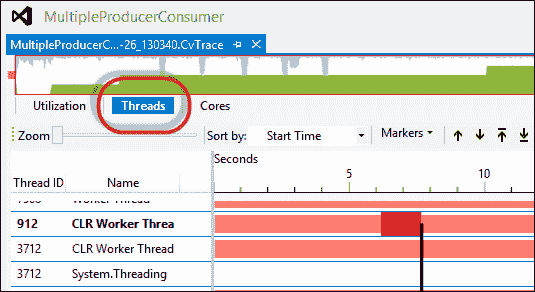 MultipleProducerConsumer
MultipleProducerC...-26_130340.CvTrace
Utilization Threads Cores
Zoom Sort by: Start Time Markers
Seconds
Thread ID Name 5 10
Worker Thread
912 CLR Worker Threa
3712 CLR Worker Thread
3712 System.Threading